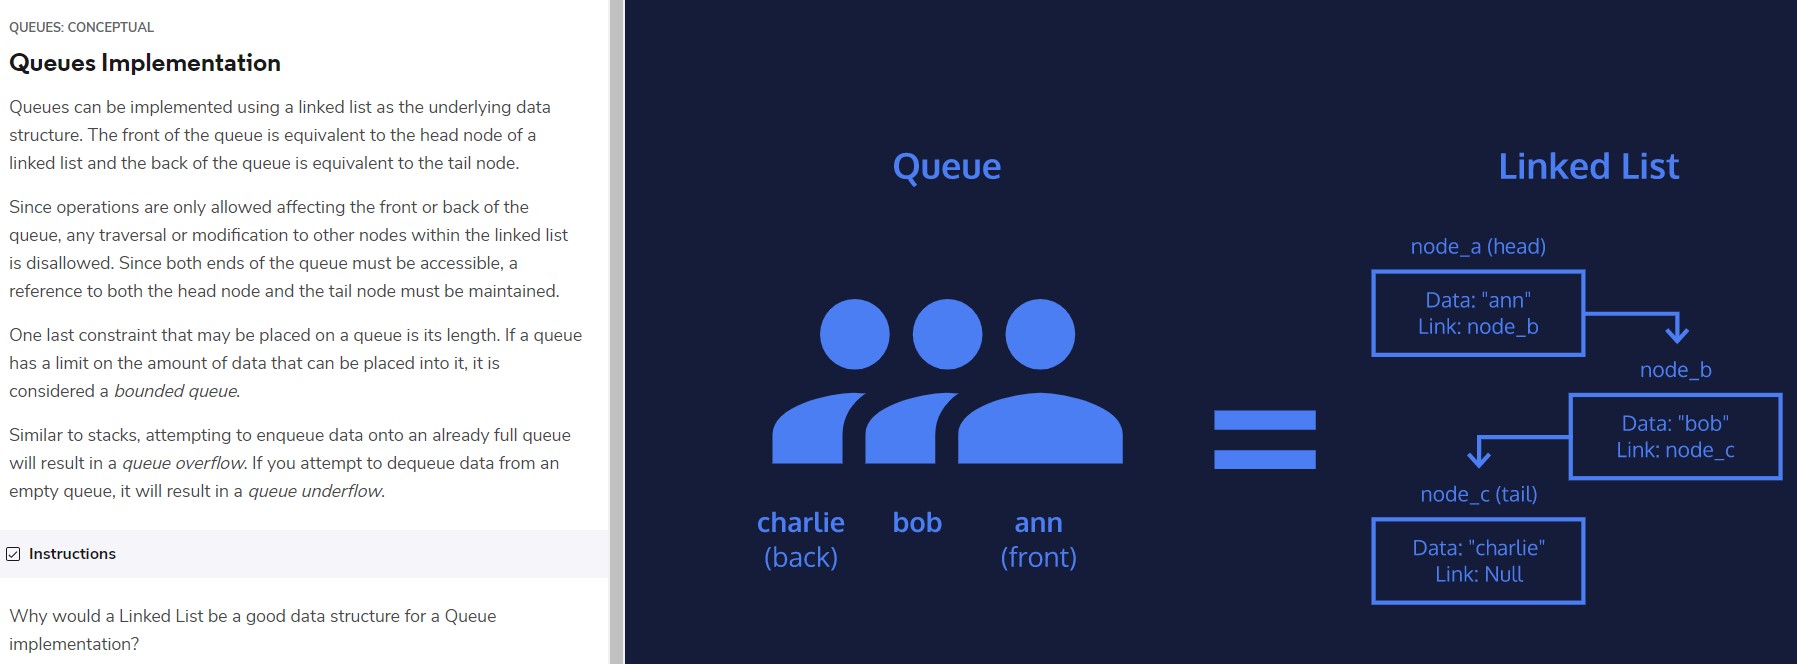 QUEUES: CONCEPTUAL
Queues Implementation
Queues can be implemented using a linked list as the underlying data
structure. The front of the queue is equivalent to the head node of a
linked list and the back of the queue is equivalent to the tail node.
Since operations are only allowed affecting the front or back of the
queue, any traversal or modification to other nodes within the linked list
is disallowed. Since both ends of the queue must be accessible, a
reference to both the head node and the tail node must be maintained.
One last constraint that may be placed on a queue is its length. If a queue
has a limit on the amount of data that can be placed into it, it is
considered a bounded queue.
Similar to stacks, attempting to enqueue data onto an already full queue
will result in a queue overflow. If you attempt to dequeue data from an
empty queue, it will result in a queue underflow.
Instructions
Why would a Linked List be a good data structure for a Queue
implementation?
Queue
charlie
(back)
bob
ann
(front)
Linked List
node_a (head)
Data: "ann"
Link: node_b
node_b
Data: "bob"
Link: node_c
node_c (tail)
Data: "charlie"
Link: Null